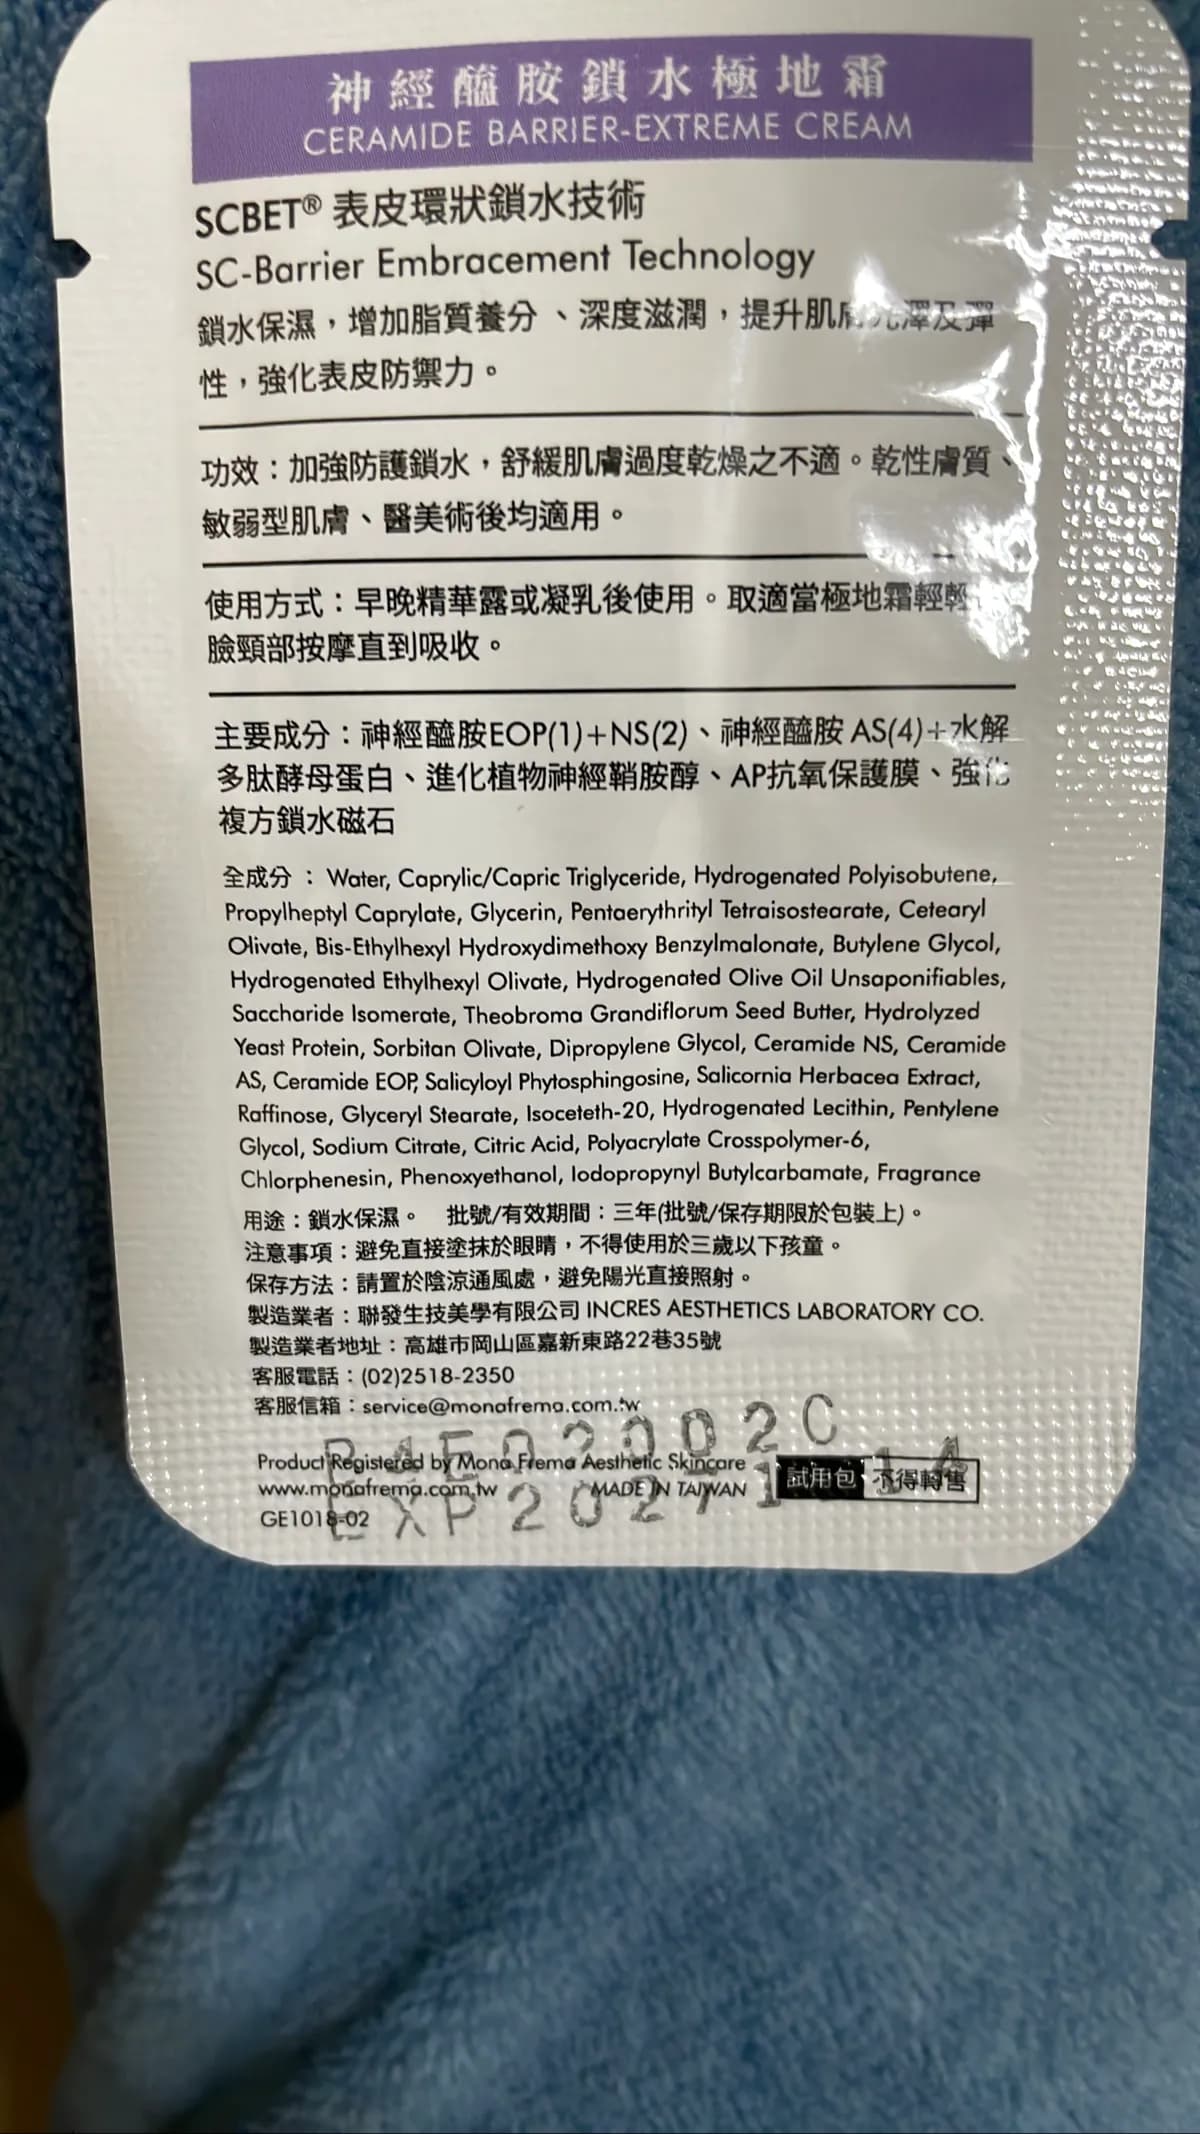 神經醯胺鎖水極地霜
CERAMIDE BARRIER-EXTREME CREAM
SCBET® 表皮環狀鎖水技術
SC-Barrier Embracement Technology
鎖水保濕，增加脂質養分、深度滋潤，提升肌膚光澤及彈
性，強化表皮防禦力。
功效：加強防護鎖水，舒緩肌膚過度乾燥之不適。乾性膚質、
敏弱型肌膚、醫美術後均適用。
使用方式：早晚精華露或凝乳後使用。取適當極地霜輕輕
臉頸部按摩直到吸收。
主要成分：神經醯胺EOP(1)+NS(2)、神經醯胺 AS(4)+水解
多肽酵母蛋白、進化植物神經鞘胺醇、AP抗氧保護膜、強化
複方鎖水磁石
全成分 ： Water, Caprylic/Capric Triglyceride, Hydrogenated Polyisobutene,
Propylheptyl Caprylate, Glycerin, Pentaerythrityl Tetraisostearate, Cetearyl
Olivate, Bis-Ethylhexyl Hydroxydimethoxy Benzylmalonate, Butylene Glycol,
Hydrogenated Ethylhexyl Olivate, Hydrogenated Olive Oil Unsaponifiables,
Saccharide Isomerate, Theobroma Grandiflorum Seed Butter, Hydrolyzed
Yeast Protein, Sorbitan Olivate, Dipropylene Glycol, Ceramide NS, Ceramide
AS, Ceramide EOP, Salicyloyl Phytosphingosine, Salicornia Herbacea Extract,
Raffinose, Glyceryl Stearate, Isoceteth-20, Hydrogenated Lecithin, Pentylene
Glycol, Sodium Citrate, Citric Acid, Polyacrylate Crosspolymer-6,
Chlorphenesin, Phenoxyethanol, Iodopropynyl Butylcarbamate, Fragrance
用途：鎖水保濕。 批號/有效期間：三年(批號/保存期限於包裝上)。
注意事項：避免直接塗抹於眼睛，不得使用於三歲以下孩童。
保存方法：請置於陰涼通風處，避免陽光直接照射。
製造業者：聯發生技美學有限公司 INCRES AESTHETICS LABORATORY CO.
製造業者地址：高雄市岡山區嘉新東路22巷35號
客服電話：(02)2518-2350
客服信箱：service@monafrema.com.tw
Product Registered by Mona Frema Aesthetic Skincare
www.monafrema.com.tw MADE IN TAIWAN 試用包 不得轉售
GE1018-02